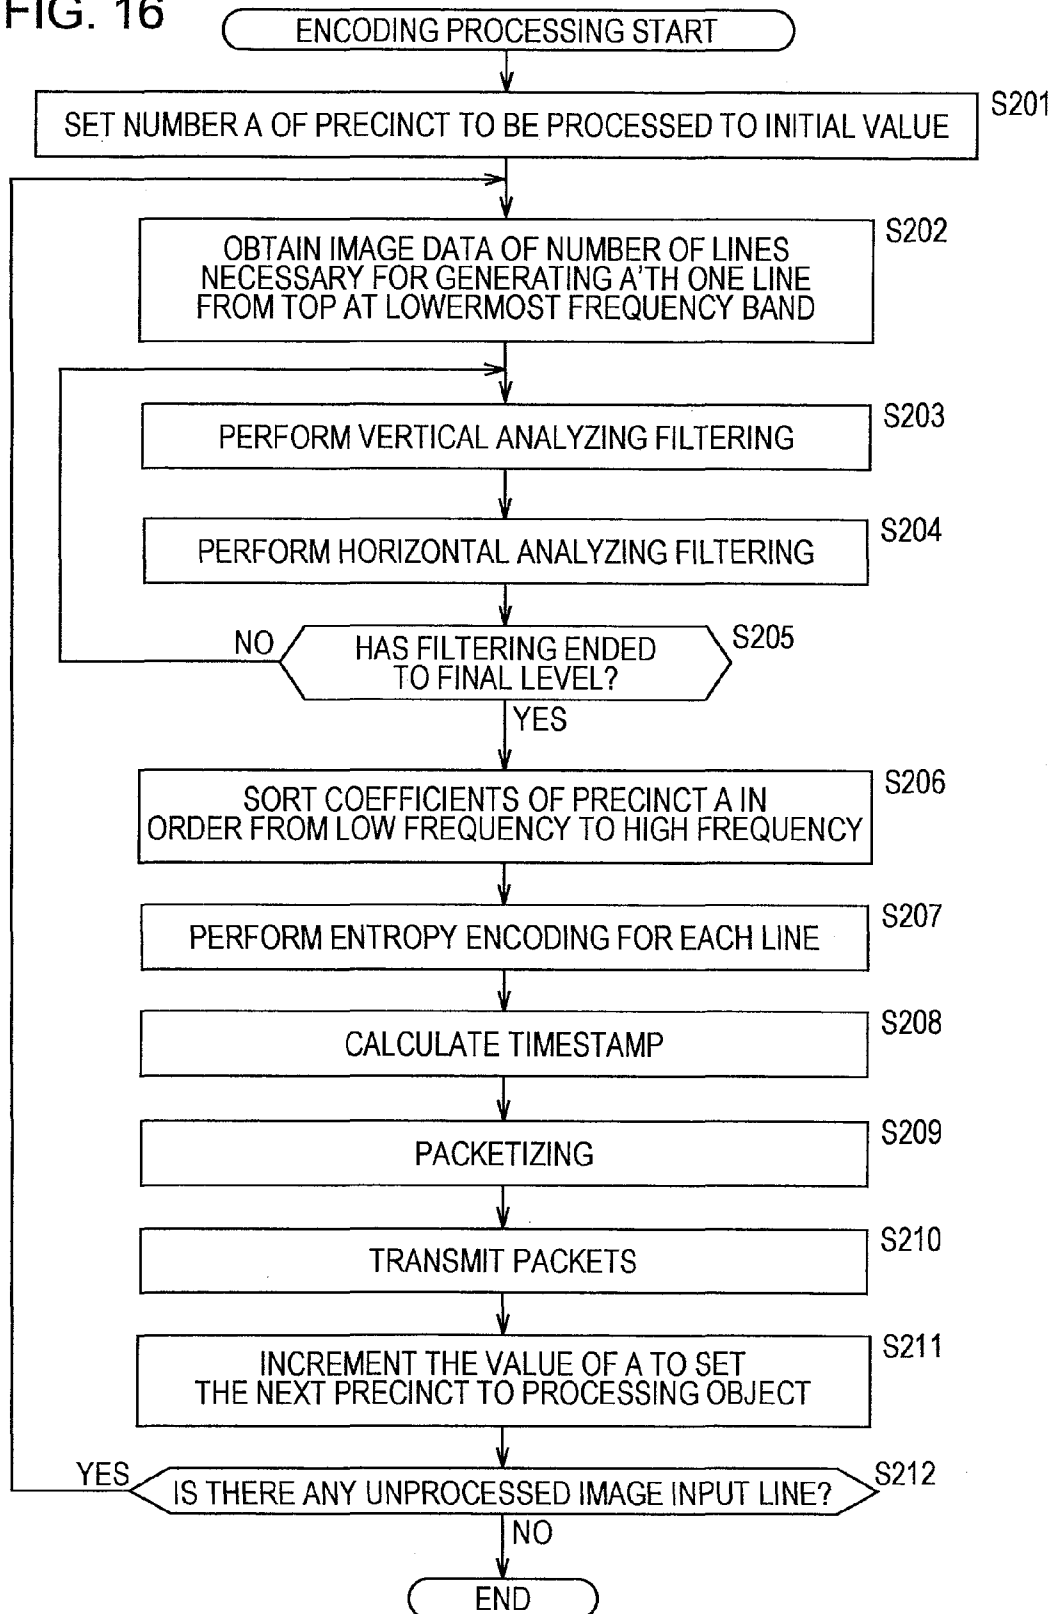 FIG. 16
ENCODING PROCESSING START
S201
SET NUMBER A OF PRECINCT TO BE PROCESSED TO INITIAL VALUE
S202
OBTAIN IMAGE DATA OF NUMBER OF LINES
NECESSARY FOR GENERATING A'TH ONE LINE
FROM TOP AT LOWERMOST FREQUENCY BAND
S203
PERFORM VERTICAL ANALYZING FILTERING
S204
PERFORM HORIZONTAL ANALYZING FILTERING
S205
NO
HAS FILTERING ENDED
TO FINAL LEVEL?
YES
S206
SORT COEFFICIENTS OF PRECINCT A IN
ORDER FROM LOW FREQUENCY TO HIGH FREQUENCY
S207
PERFORM ENTROPY ENCODING FOR EACH LINE
S208
CALCULATE TIMESTAMP
S209
PACKETIZING
S210
TRANSMIT PACKETS
S211
INCREMENT THE VALUE OF A TO SET
THE NEXT PRECINCT TO PROCESSING OBJECT
YES
S212
IS THERE ANY UNPROCESSED IMAGE INPUT LINE?
NO
END